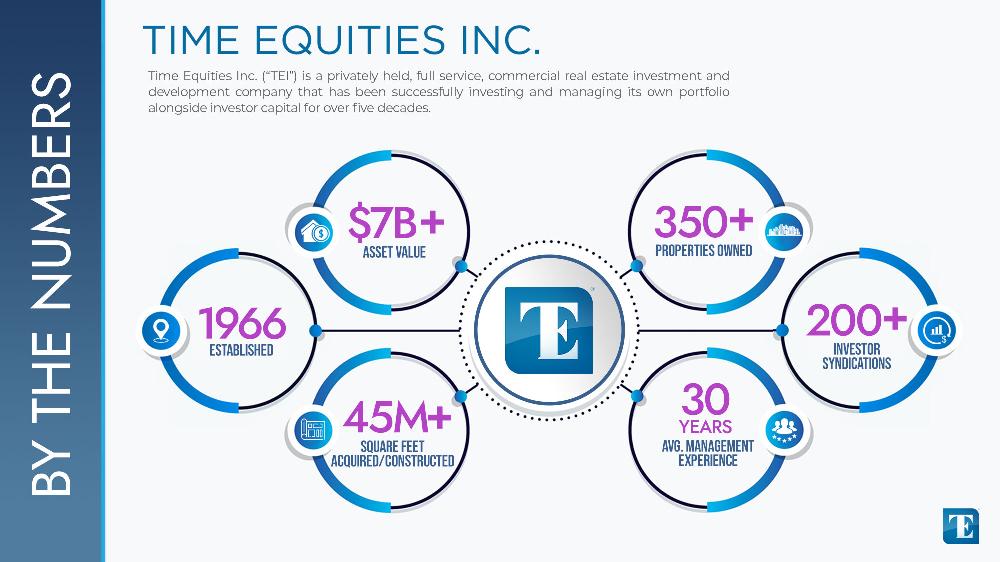 BY THE NUMBERS
TIME EQUITIES INC.
Time Equities Inc. (“TEI”) is a privately held, full service, commercial real estate investment and
development company that has been successfully investing and managing its own portfolio
alongside investor capital for over five decades.
$7B+
ASSET VALUE
350+
PROPERTIES OWNED
1966
ESTABLISHED
TE®
200+
INVESTOR
SYNDICATIONS
45M+
SQUARE FEET
ACQUIRED/CONSTRUCTED
30
YEARS
AVG. MANAGEMENT
EXPERIENCE
TE